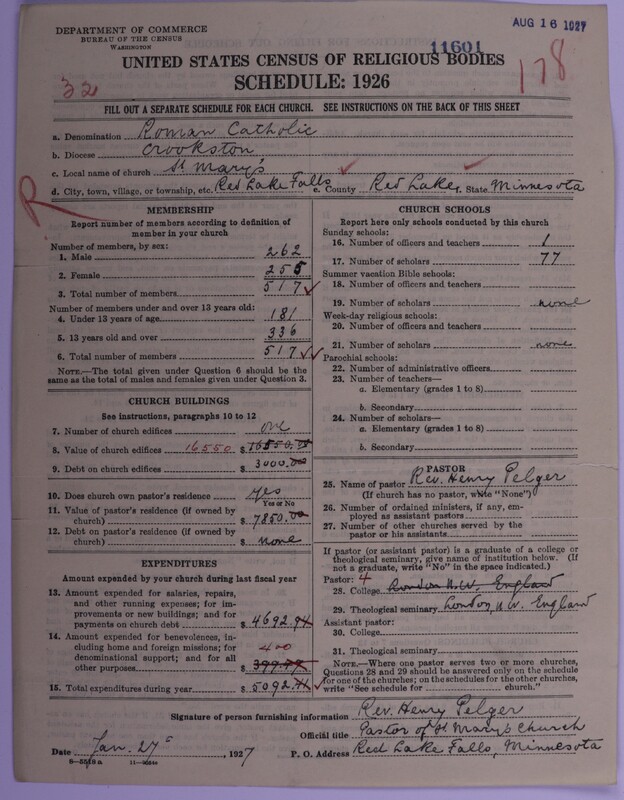 AUG 16 1927
DEPARTMENT OF COMMERCE
BUREAU OF THE CENSUS
WASHINGTON
11601
178
UNITED STATES CENSUS OF RELIGIOUS BODIES
32
SCHEDULE: 1926
FILL OUT A SEPARATE SCHEDULE FOR EACH CHURCH. SEE INSTRUCTIONS ON THE BACK OF THIS SHEET
a. Denomination Roman Catholic
b. Diocese Crookston
c. Local name of church St Mary's
d. City, town, village, or township, etc. Red Lake Falls e. County Red Lake f. State Minnesota
R
MEMBERSHIP
Report number of members according to definition of
member in your church
Number of members, by sex:
1. Male 262
2. Female 255
3. Total number of members 517
Number of members under and over 13 years old:
4. Under 13 years of age 181
5. 13 years old and over 336
6. Total number of members 517
NOTE.—The total given under Question 6 should be
same as the total of males and females given under Question 3.
CHURCH BUILDINGS
See instructions, paragraphs 10 to 12
7. Number of church edifices one
8. Value of church edifices 16550 $16550.00
9. Debt on church edifices $3000.00
10. Does church own pastor's residence yes
Yes or No
11. Value of pastor's residence (if owned by
church) $7850.00
12. Debt on pastor's residence (if owned by
church) $ none
EXPENDITURES
Amount expended by your church during last fiscal year
13. Amount expended for salaries, repairs,
and other running expenses; for im-
provements or new buildings; and for
payments on church debt $4692.94
14. Amount expended for benevolences, in-
cluding home and foreign missions; for
denominational support; and for all
400
other purposes $
15. Total expenditures during year $5092
CHURCH SCHOOLS
Report here only schools conducted by this church
Sunday schools:
16. Number of officers and teachers 1
17. Number of scholars 77
Summer vacation Bible schools:
18. Number of officers and teachers
19. Number of scholars none
Week-day religious schools:
20. Number of officers and teachers
21. Number of scholars none
Parochial schools:
22. Number of administrative officers
23. Number of teachers—
a. Elementary (grades 1 to 8)
b. Secondary
24. Number of scholars—
a. Elementary (grades 1 to 8)
b. Secondary
PASTOR
25. Name of pastor Rev. Henry Pelger
(If church has no pastor, write "None")
26. Number of ordained ministers, if any, em-
ployed as assistant pastors
27. Number of other churches served by the
pastor or his assistants
If pastor (or assistant pastor) is a graduate of a college or
theological seminary, give name of institution below. (If
not a graduate, write "No" in the space indicated.)
Pastor: 4
28. College London N.W. England
29. Theological seminary London, N.W. England
Assistant pastor:
30. College
31. Theological seminary
NOTE.—Where one pastor serves two or more churches,
Questions 28 and 29 should be answered only on the schedule
for one of the churches; on the schedules for the other churches,
write "See schedule for church."
Signature of person furnishing information Rev. Henry Pelger
Official title Pastor of St Mary's Church
Date Jan. 27, 1927 P. O. Address Red Lake Falls, Minnesota